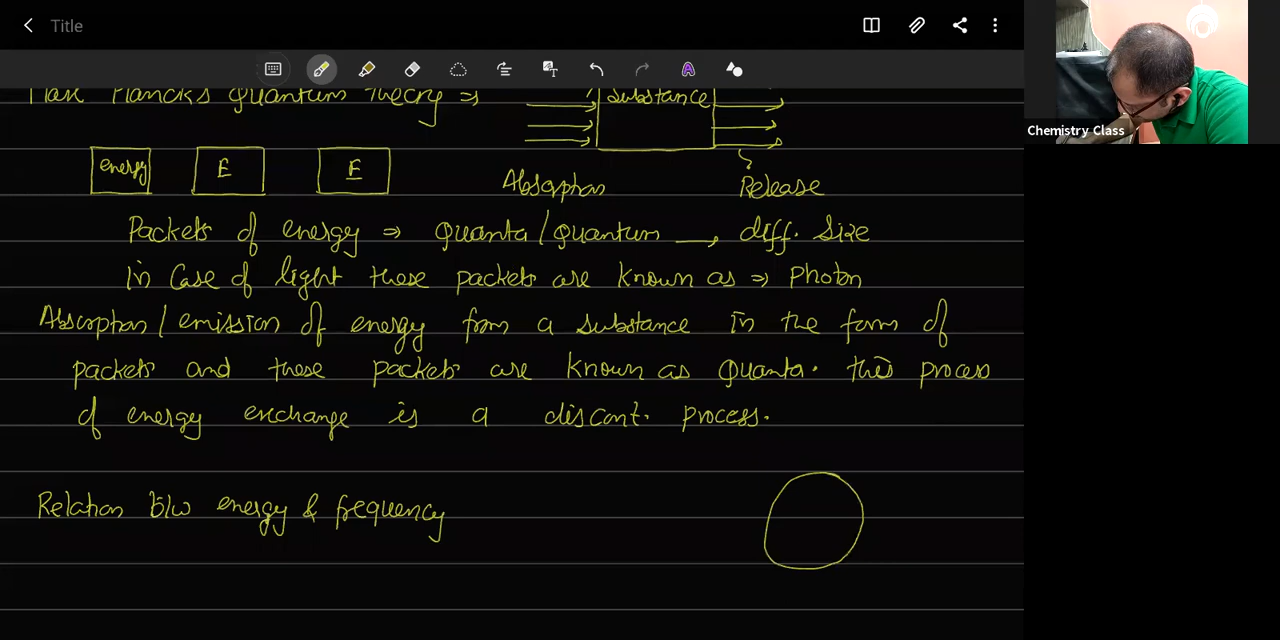 Title
Max Planck's Quantum Theory ⇒ Substance
energy E E
Absorption Release
Packets of energy ⇒ Quanta/Quantum → diff. Size
in Case of light these packets are known as ⇒ Photon
Absorption/emission of energy from a substance in the form of
packets and these packets are known as Quanta. this process
of energy exchange is a discont. process.
Relation b/w energy & frequency
Chemistry Class